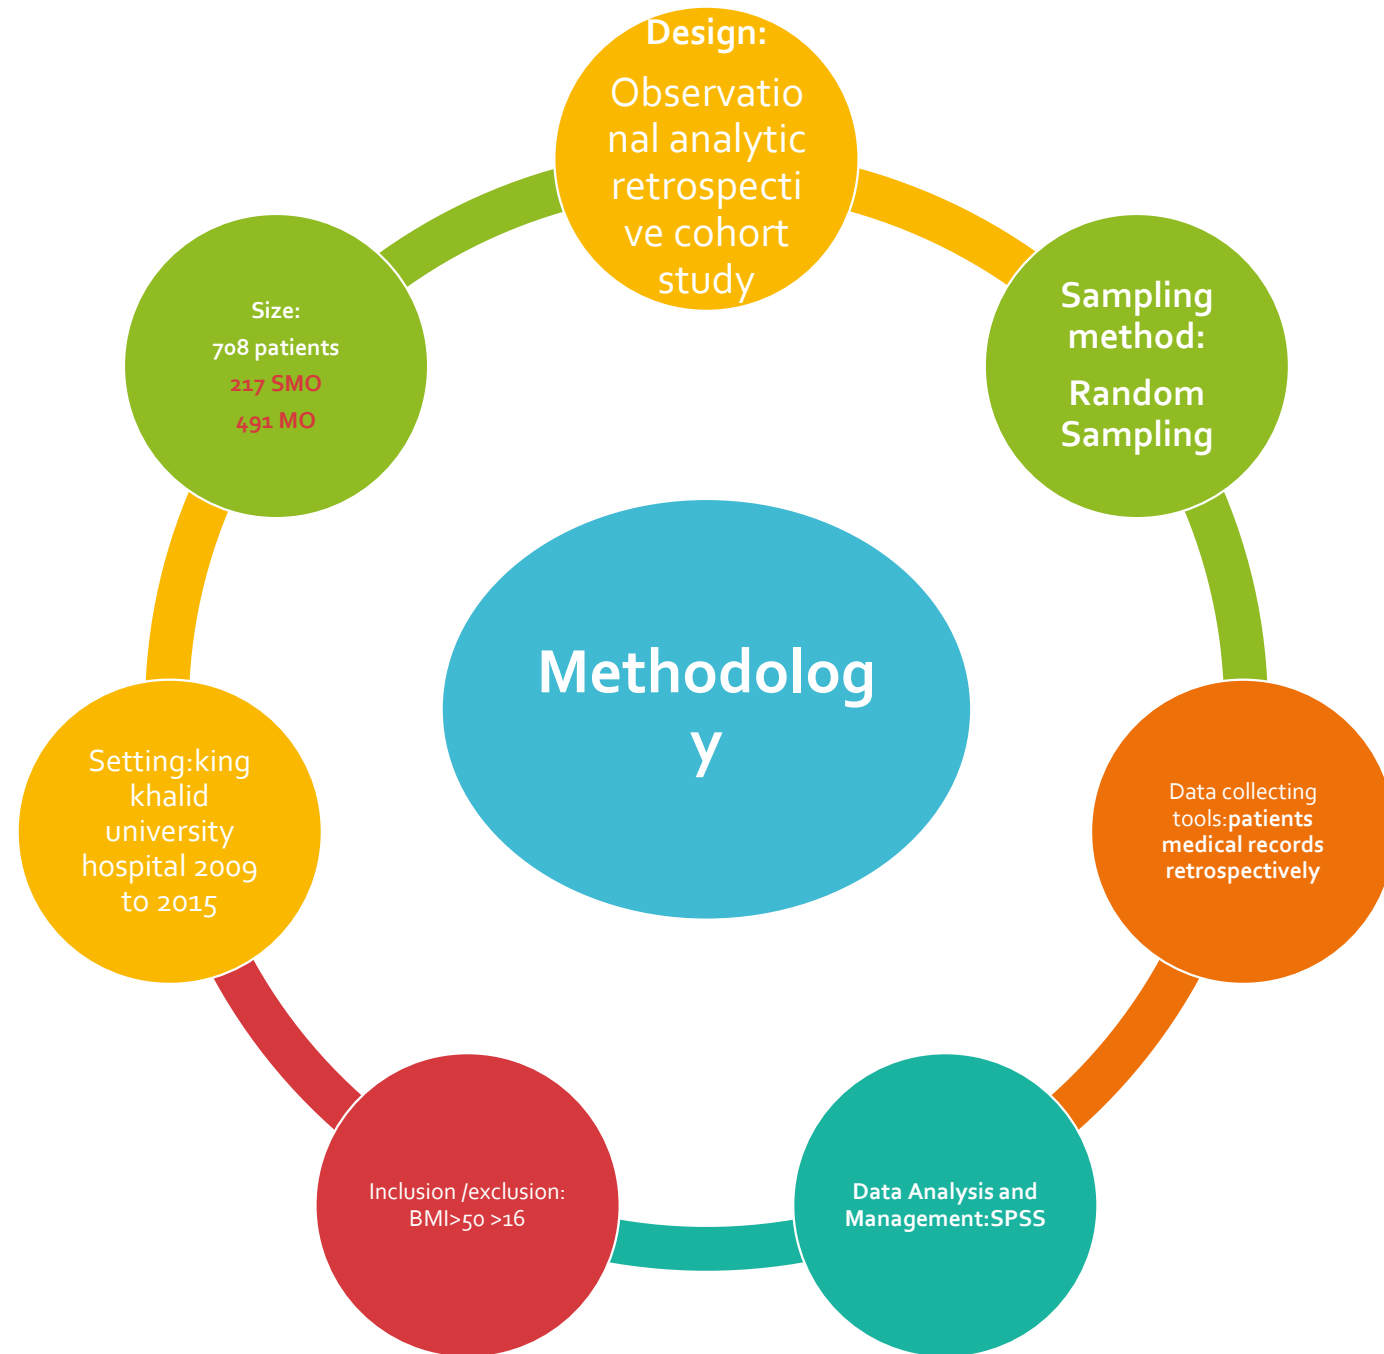 Design:
Observatio
nal analytic
retrospecti
ve cohort
study
Sampling
method:
Random
Sampling
Data collecting
tools:patients
medical records
retrospectively
Data Analysis and
Management:SPSS
Inclusion /exclusion:
BMI>50 >16
Setting:king
khalid
university
hospital 2009
to 2015
Size:
708 patients
217 SMO
491 MO
Methodolog
y